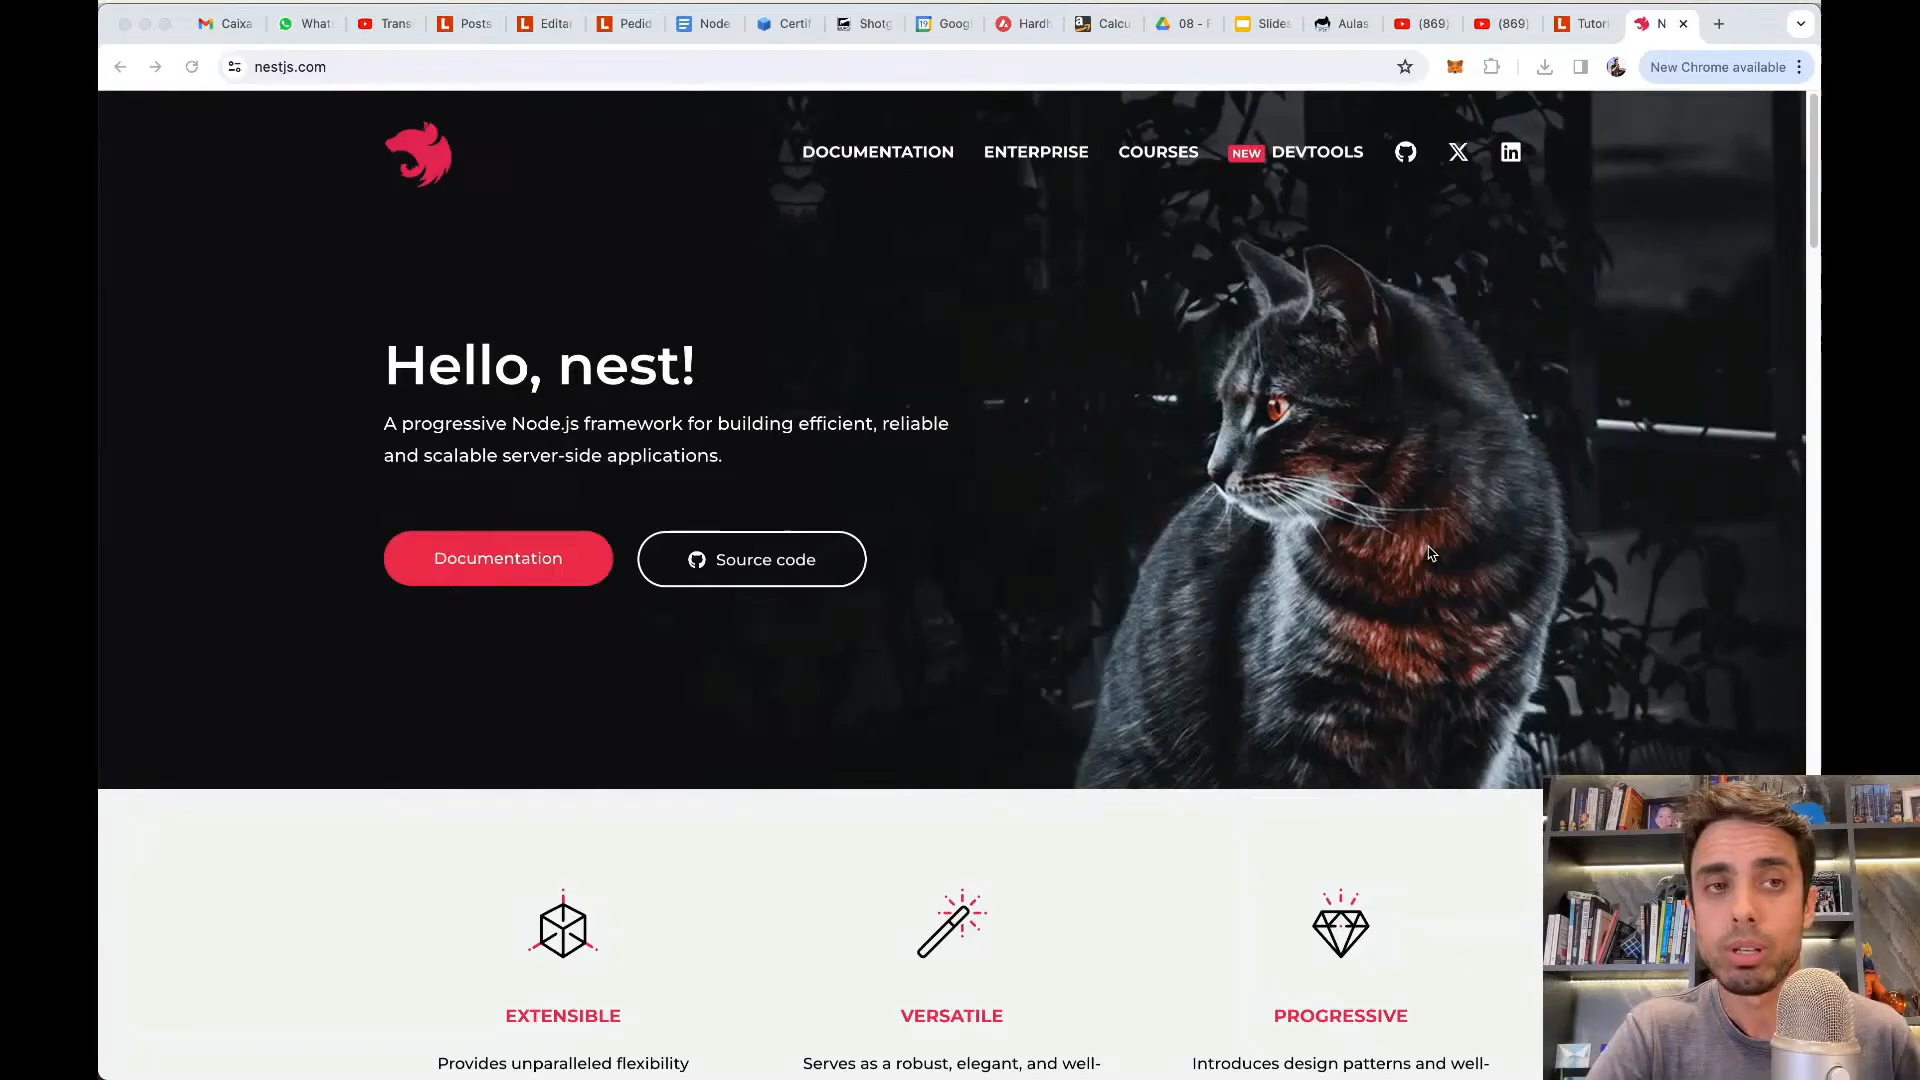 Caixa
What:
Trans
Posts
Editar
Pedid
Node
Certif
Shotg
Googl
19
Hardh
Calcu
08 - F
Slides
Aulas
(869)
(869)
Tutori
N
nestjs.com
New Chrome available
DOCUMENTATION
ENTERPRISE
COURSES
NEW DEVTOOLS
Hello, nest!
A progressive Node.js framework for building efficient, reliable
and scalable server-side applications.
Documentation
Source code
EXTENSIBLE
VERSATILE
PROGRESSIVE
Provides unparalleled flexibility
Serves as a robust, elegant, and well-
Introduces design patterns and well-